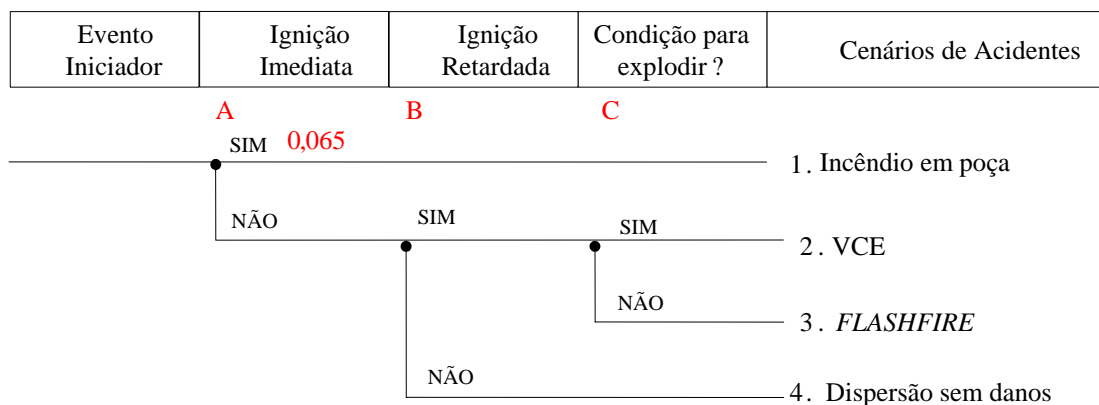 Evento
Iniciador
Ignição
Imediata
Ignição
Retardada
Condição para
explodir ?
Cenários de Acidentes
A
B
C
SIM 0,065
1. Incêndio em poça
NÃO
SIM
SIM
2. VCE
NÃO
3. FLASHFIRE
NÃO
4. Dispersão sem danos